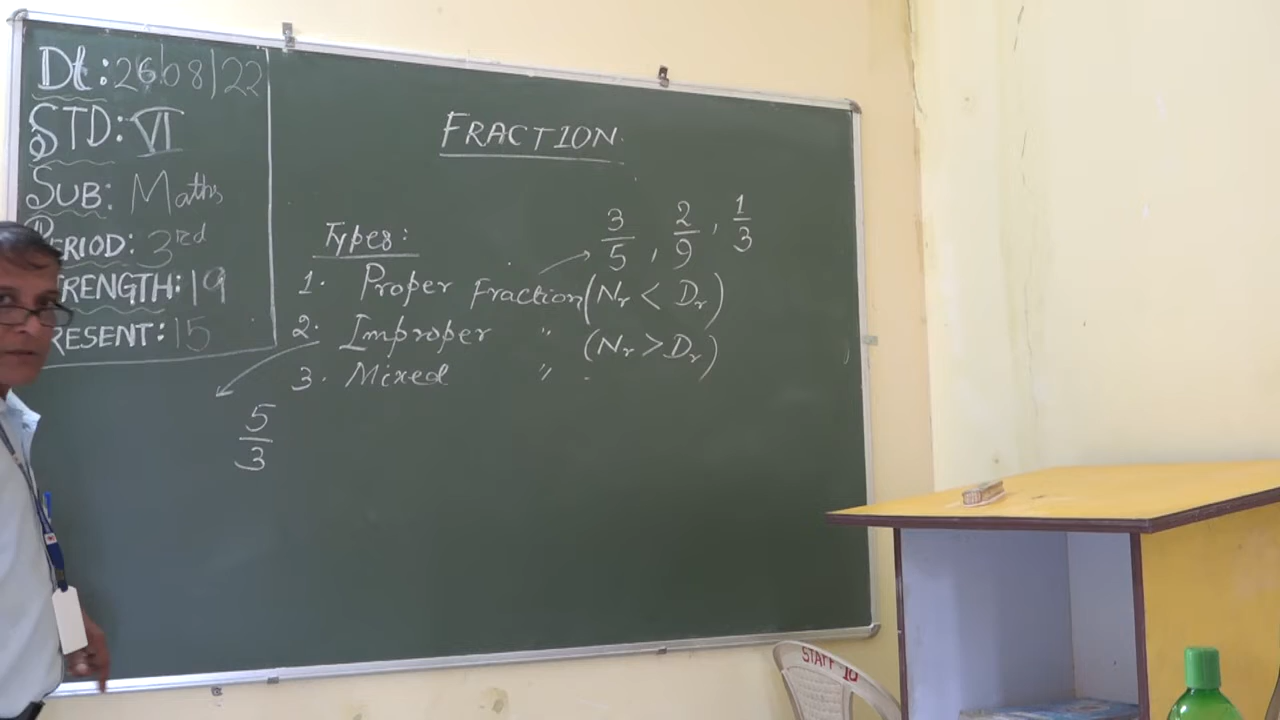 Dt: 26/08/22
STD: VI
SUB: Maths
PERIOD: 3rd
STRENGTH: 19
PRESENT: 15
FRACTION
Types:
3/5, 2/9, 1/3
1. Proper Fraction (Nr < Dr)
2. Improper " (Nr > Dr)
3. Mixed "
5/3
STAFF